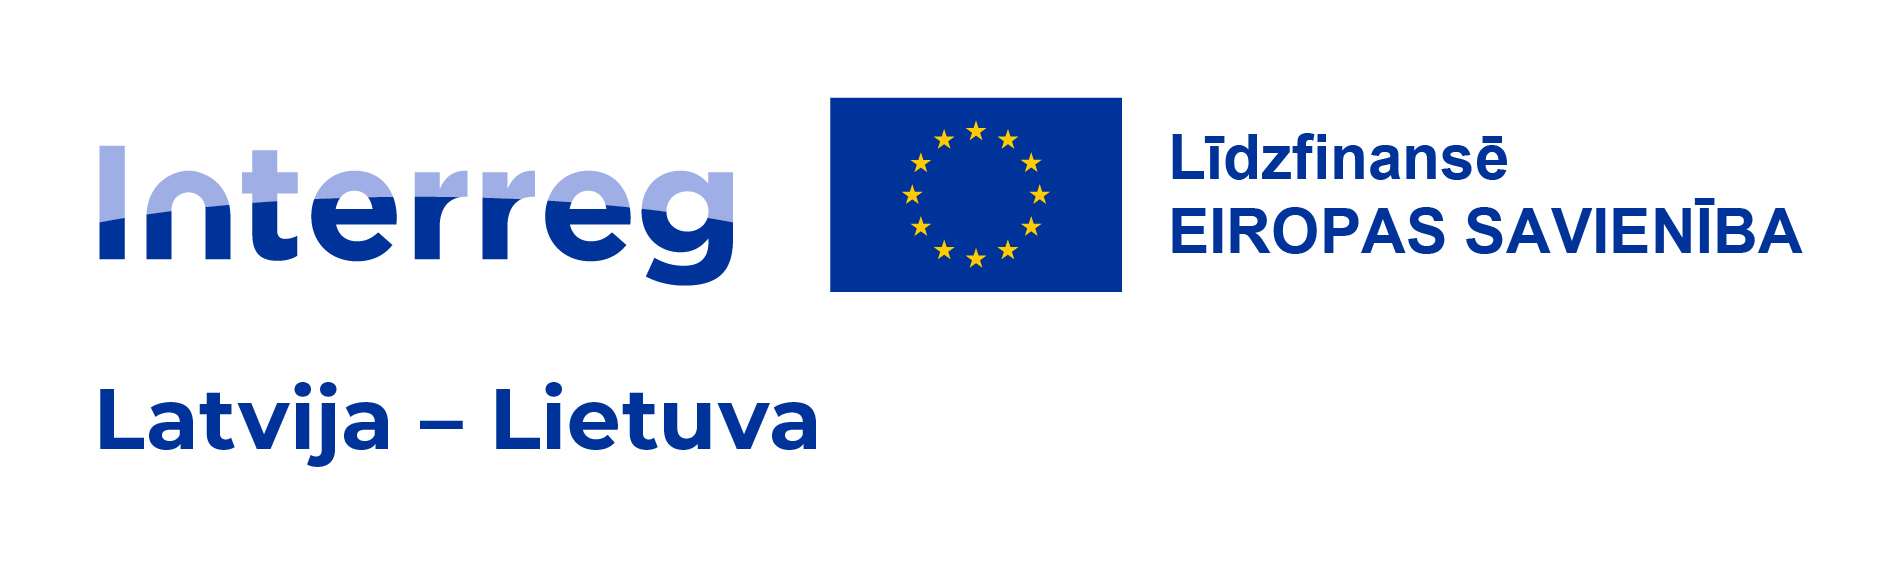 Interreg
Līdzfinansē
EIROPAS SAVIENĪBA
Latvija – Lietuva